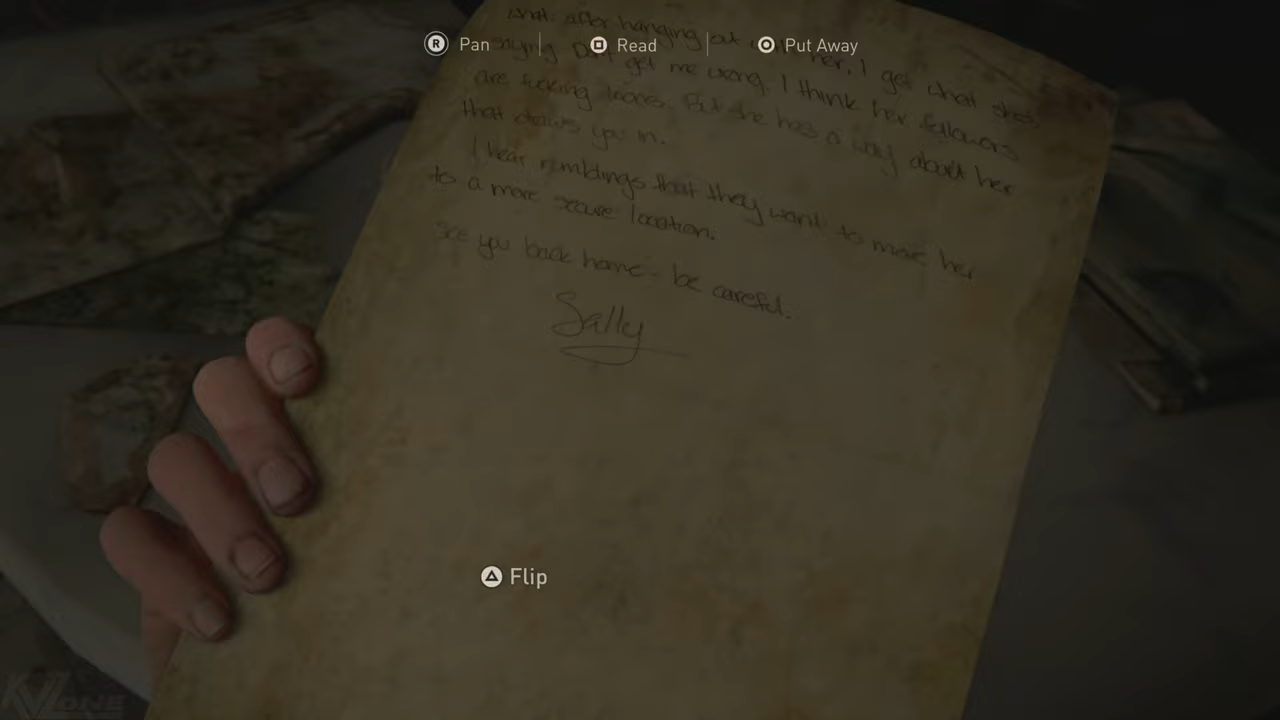 Ⓡ Pan | Read | Put Away
after hanging out her, I get what she's
saying. Don't get me wrong. I think her followers
are fucking loons. But she has a way about her
that draws you in.
I hear rumblings that they want to move her
to a more secure location.
See you back home - be careful.
Sally
Flip
KVZONE